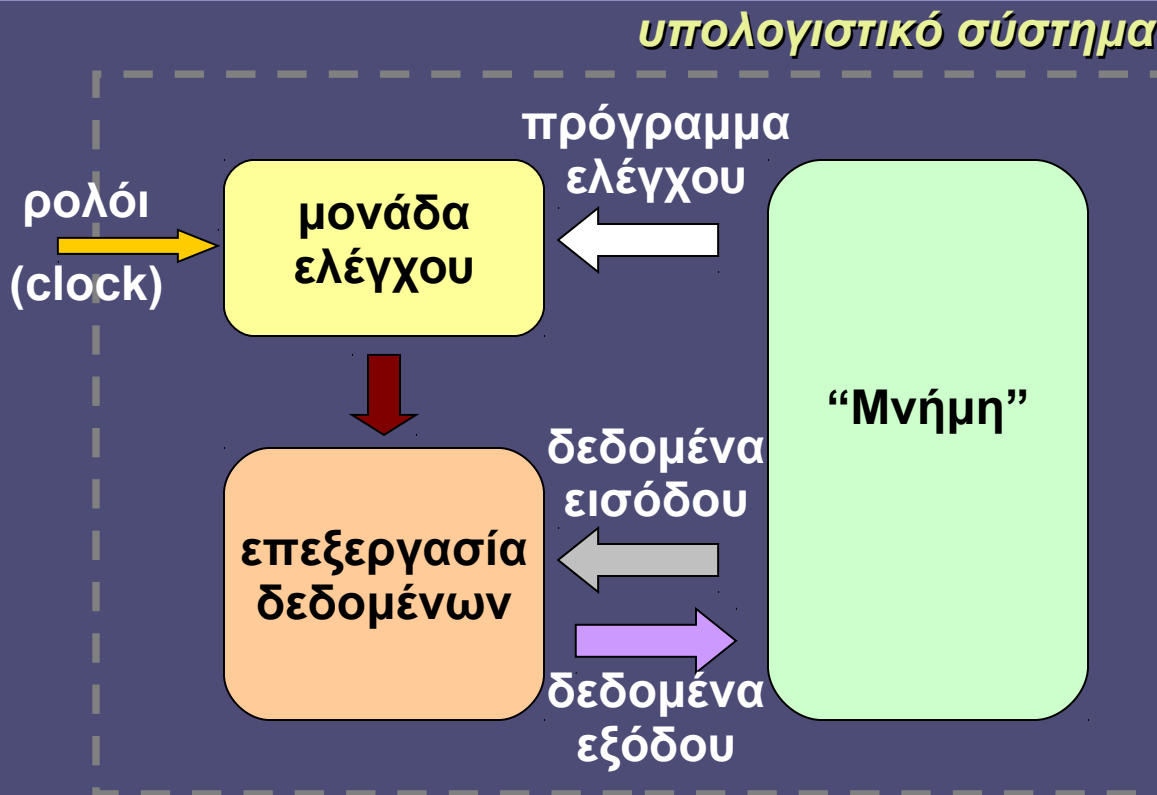 υπολογιστικό σύστημα
πρόγραμμα
ελέγχου
ρολόι
(clock)
μονάδα
ελέγχου
“Μνήμη”
δεδομένα
εισόδου
επεξεργασία
δεδομένων
δεδομένα
εξόδου